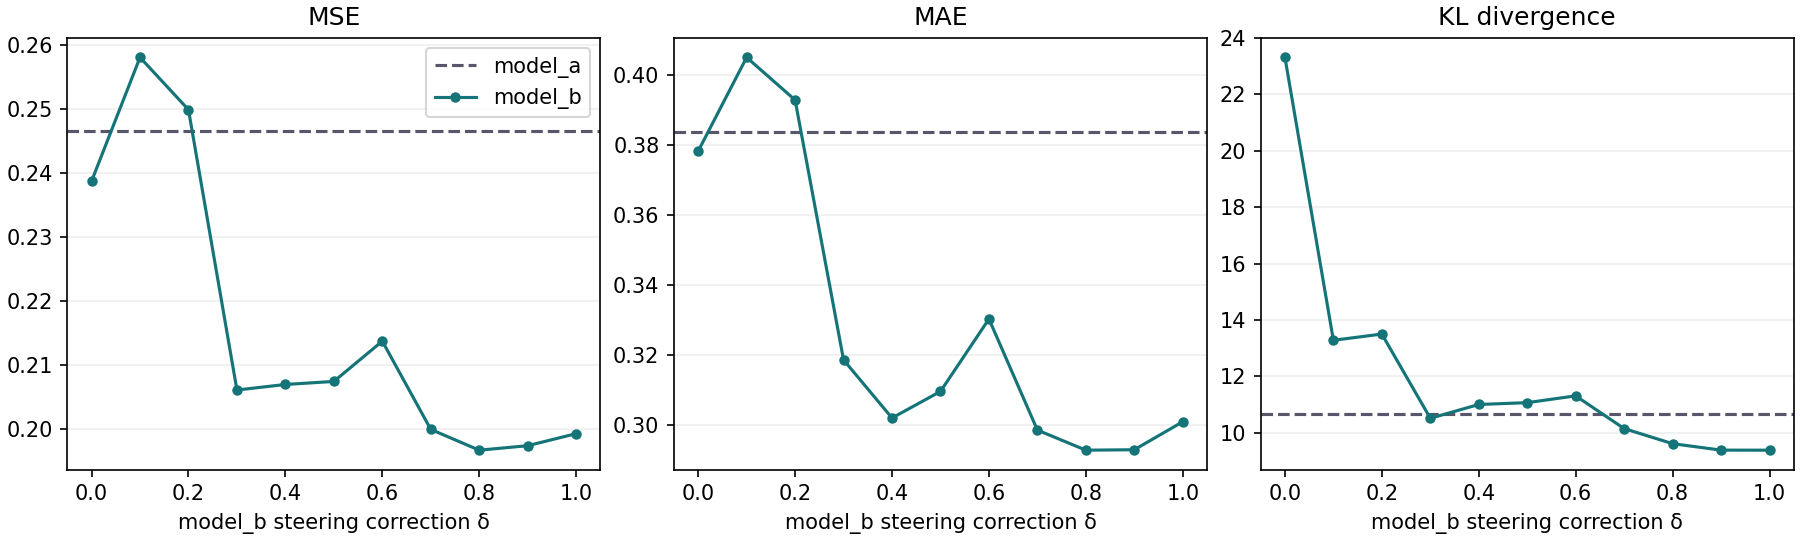 MSE
0.26
0.25
0.24
0.23
0.22
0.21
0.20
model_a
model_b
0.0 0.2 0.4 0.6 0.8 1.0
model_b steering correction δ
MAE
0.40
0.38
0.36
0.34
0.32
0.30
0.0 0.2 0.4 0.6 0.8 1.0
model_b steering correction δ
KL divergence
24
22
20
18
16
14
12
10
0.0 0.2 0.4 0.6 0.8 1.0
model_b steering correction δ